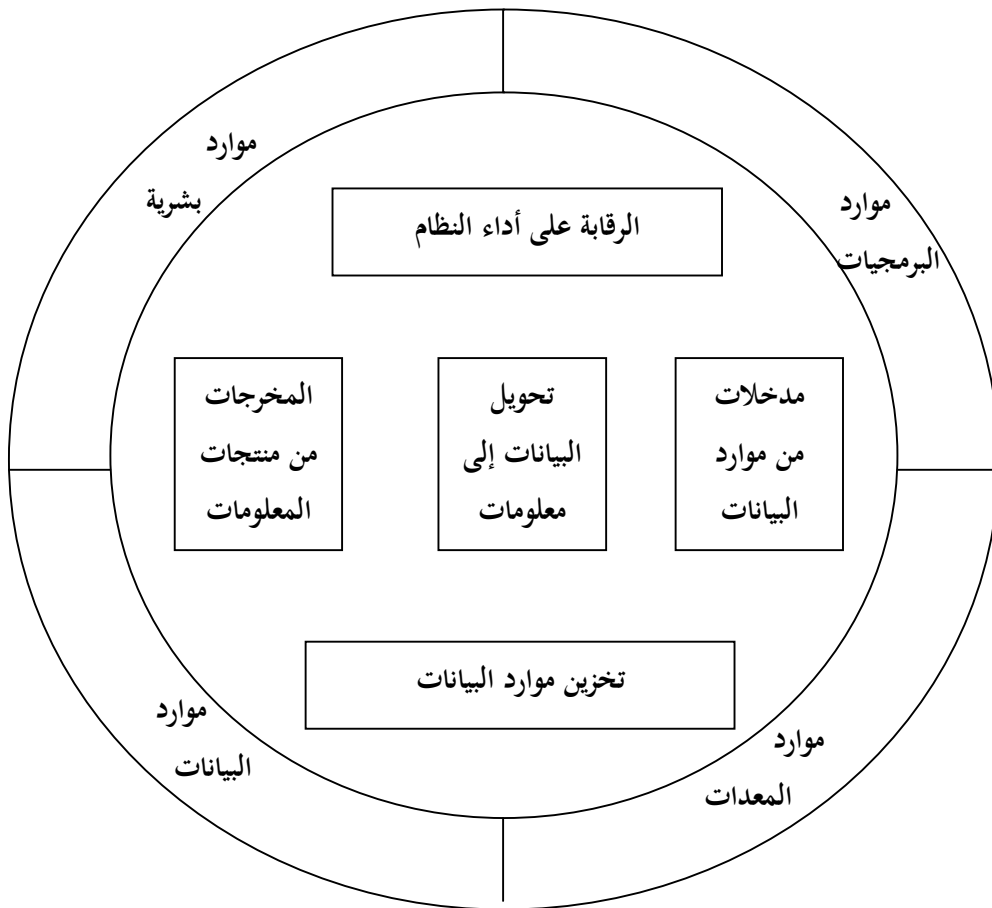 موارد
بشرية
موارد
البرمجيات
الرقابة على أداء النظام
مدخلات
من موارد
البيانات
تحويل
البيانات إلى
معلومات
المخرجات
من منتجات
المعلومات
تخزين موارد البيانات
موارد
المعدات
موارد
البيانات